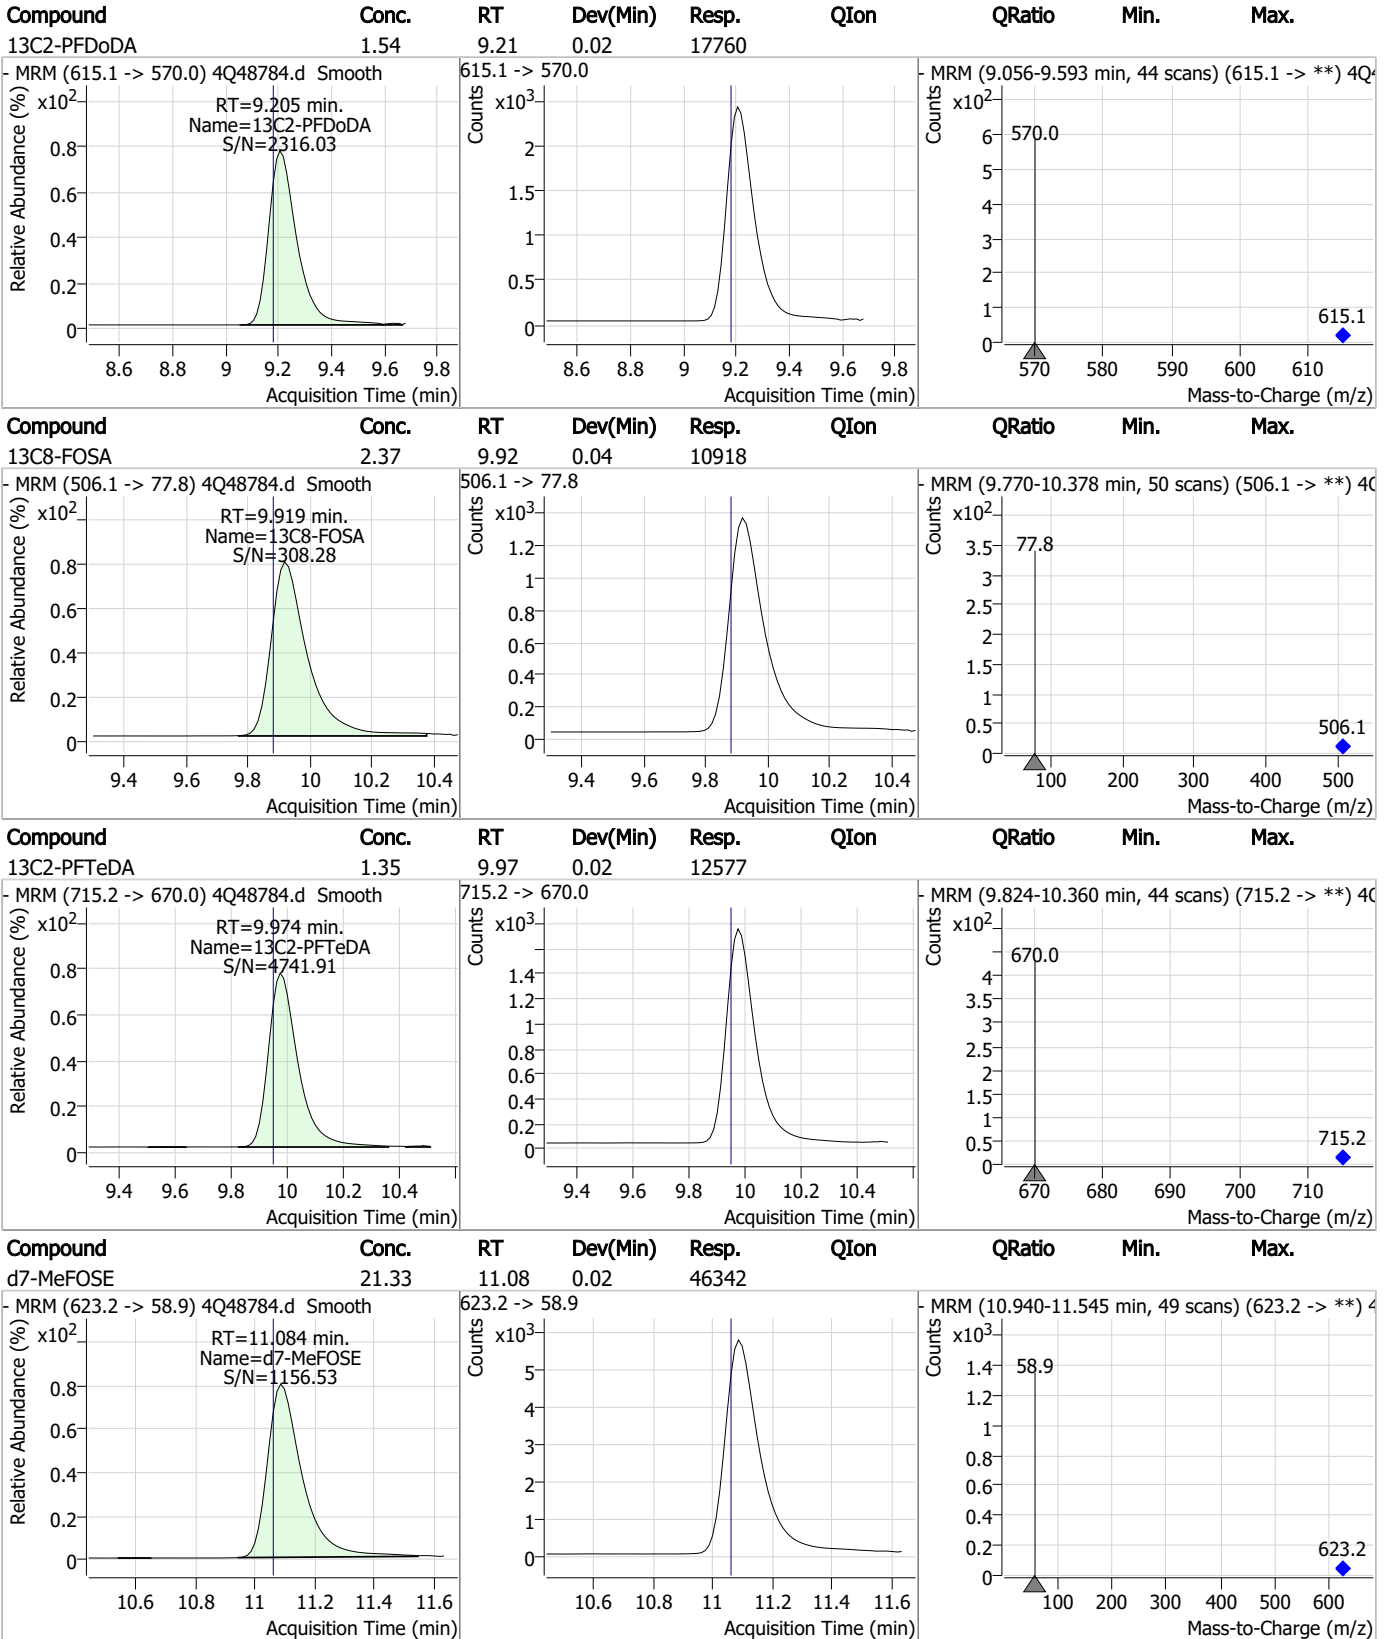 Compound Conc. RT Dev(Min) Resp. QIon QRatio Min. Max.
13C2-PFDoDA 1.54 9.21 0.02 17760
- MRM (615.1 -> 570.0) 4Q48784.d Smooth
615.1 -> 570.0
- MRM (9.056-9.593 min, 44 scans) (615.1 -> **) 4Q4
Relative Abundance (%)
x10²
RT=9.205 min.
Name=13C2-PFDoDA
S/N=2316.03
0.8
0.6
0.4
0.2
0
8.6 8.8 9 9.2 9.4 9.6 9.8
Acquisition Time (min)
Counts
x10³
2
1.5
1
0.5
0
8.6 8.8 9 9.2 9.4 9.6 9.8
Acquisition Time (min)
Counts
x10²
6
5
4
3
2
1
0
570.0
615.1
570 580 590 600 610
Mass-to-Charge (m/z)
Compound Conc. RT Dev(Min) Resp. QIon QRatio Min. Max.
13C8-FOSA 2.37 9.92 0.04 10918
- MRM (506.1 -> 77.8) 4Q48784.d Smooth
506.1 -> 77.8
- MRM (9.770-10.378 min, 50 scans) (506.1 -> **) 4Q
Relative Abundance (%)
x10²
RT=9.919 min.
Name=13C8-FOSA
S/N=308.28
0.8
0.6
0.4
0.2
0
9.4 9.6 9.8 10 10.2 10.4
Acquisition Time (min)
Counts
x10³
1.2
1
0.8
0.6
0.4
0.2
0
9.4 9.6 9.8 10 10.2 10.4
Acquisition Time (min)
Counts
x10²
3.5
3
2.5
2
1.5
1
0.5
0
77.8
506.1
100 200 300 400 500
Mass-to-Charge (m/z)
Compound Conc. RT Dev(Min) Resp. QIon QRatio Min. Max.
13C2-PFTeDA 1.35 9.97 0.02 12577
- MRM (715.2 -> 670.0) 4Q48784.d Smooth
715.2 -> 670.0
- MRM (9.824-10.360 min, 44 scans) (715.2 -> **) 4Q
Relative Abundance (%)
x10²
RT=9.974 min.
Name=13C2-PFTeDA
S/N=4741.91
0.8
0.6
0.4
0.2
0
9.4 9.6 9.8 10 10.2 10.4
Acquisition Time (min)
Counts
x10³
1.4
1.2
1
0.8
0.6
0.4
0.2
0
9.4 9.6 9.8 10 10.2 10.4
Acquisition Time (min)
Counts
x10²
4
3.5
3
2.5
2
1.5
1
0.5
0
670.0
715.2
670 680 690 700 710
Mass-to-Charge (m/z)
Compound Conc. RT Dev(Min) Resp. QIon QRatio Min. Max.
d7-MeFOSE 21.33 11.08 0.02 46342
- MRM (623.2 -> 58.9) 4Q48784.d Smooth
623.2 -> 58.9
- MRM (10.940-11.545 min, 49 scans) (623.2 -> **) 4
Relative Abundance (%)
x10²
RT=11.084 min.
Name=d7-MeFOSE
S/N=1156.53
0.8
0.6
0.4
0.2
0
10.6 10.8 11 11.2 11.4 11.6
Acquisition Time (min)
Counts
x10³
5
4
3
2
1
0
10.6 10.8 11 11.2 11.4 11.6
Acquisition Time (min)
Counts
x10³
1.4
1.2
1
0.8
0.6
0.4
0.2
0
58.9
623.2
100 200 300 400 500 600
Mass-to-Charge (m/z)